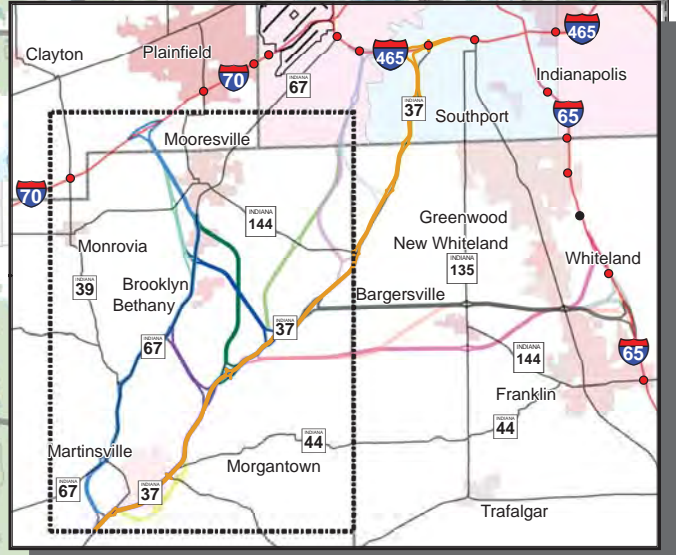 465
Clayton
Plainfield
465
70
INDIANA
67
Indianapolis
INDIANA
37
65
Southport
Mooresville
70
INDIANA
144
Greenwood
New Whiteland
Monrovia
INDIANA
135
Whiteland
INDIANA
39
Brooklyn
Bethany
Bargersville
INDIANA
37
INDIANA
67
65
INDIANA
144
Franklin
INDIANA
44
INDIANA
44
Martinsville
Morgantown
INDIANA
67
INDIANA
37
Trafalgar